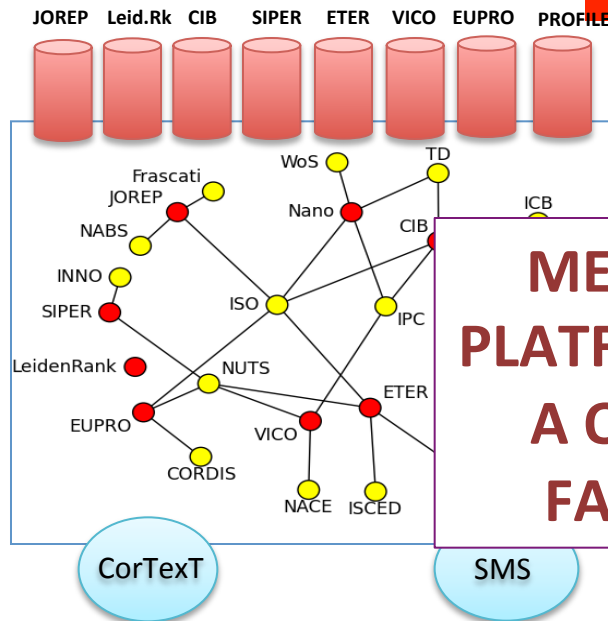 JOREP Leid.Rk CIB SIPER ETER VICO EUPRO PROFILE
WoS
TD
Frascati
JOREP
Nano
ICB
NABS
CIB
INNO
ISO
SIPER
IPC
LeidenRank
NUTS
ETER
EUPRO
VICO
CORDIS
NACE
ISCED
ME
PLATF
A C
FA
CorTexT
SMS